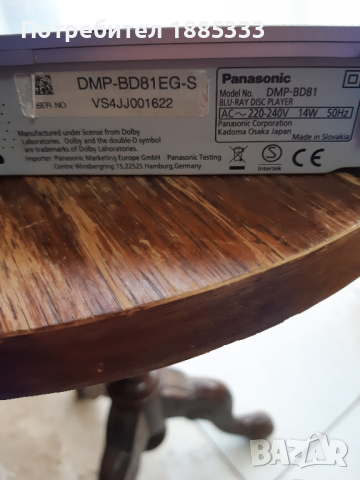 Потребител 1885333
DMP-BD81EG-S
SER. NO.
VS4JJ001622
Panasonic
Model No. DMP-BD81
BLU-RAY DISC PLAYER
AC～220-240V 14W 50Hz
Panasonic Corporation
Kadoma Osaka Japan
Made in Slovakia
Manufactured under license from Dolby
Laboratories. Dolby and the double-D symbol
are trademarks of Dolby Laboratories.
Importer: Panasonic Marketing Europe GmbH Panasonic Testing
Centre Winsbergring 15,22525 Hamburg,Germany
S
Intertek
BAZAR